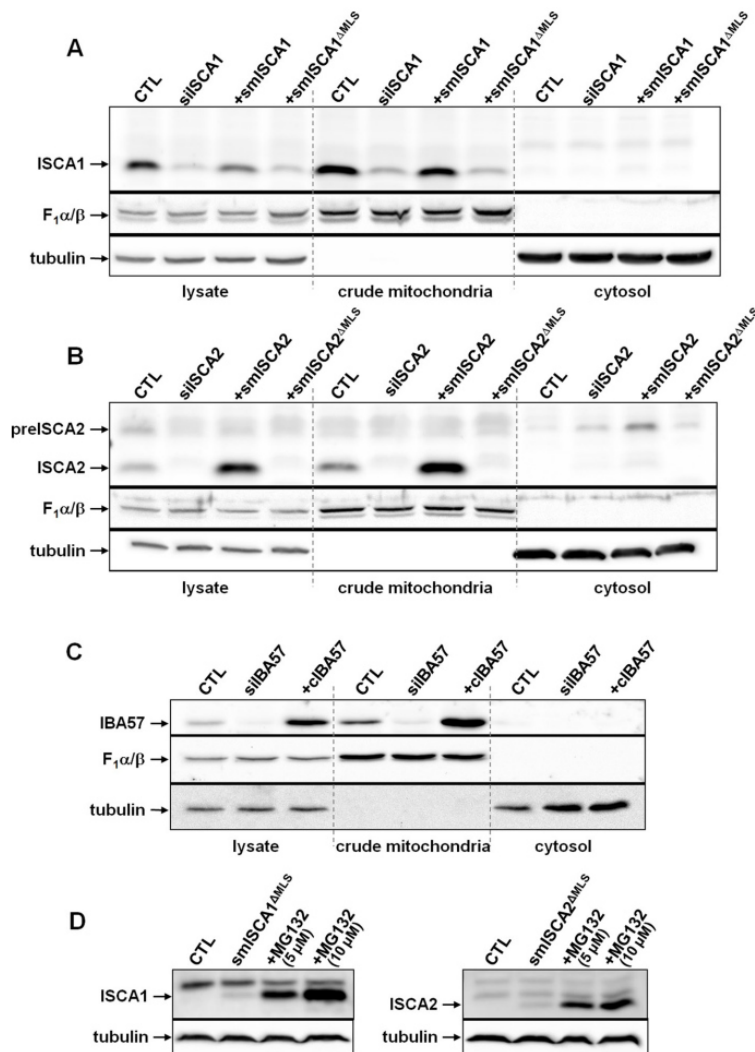 A
CTL siISCA1 +smISCA1 +smISCA1ΔMLS CTL siISCA1 +smISCA1 +smISCA1ΔMLS CTL siISCA1 +smISCA1 +smISCA1ΔMLS
ISCA1
F1α/β
tubulin
lysate crude mitochondria cytosol
B
CTL siISCA2 +smISCA2 +smISCA2ΔMLS CTL siISCA2 +smISCA2 +smISCA2ΔMLS CTL siISCA2 +smISCA2 +smISCA2ΔMLS
preISCA2
ISCA2
F1α/β
tubulin
lysate crude mitochondria cytosol
C
CTL siIBA57 +cIBA57 CTL siIBA57 +cIBA57 CTL siIBA57 +cIBA57
IBA57
F1α/β
tubulin
lysate crude mitochondria cytosol
D
CTL smISCA1ΔMLS +MG132 (5 µM) +MG132 (10 µM) CTL smISCA2ΔMLS +MG132 (5 µM) +MG132 (10 µM)
ISCA1 ISCA2
tubulin tubulin